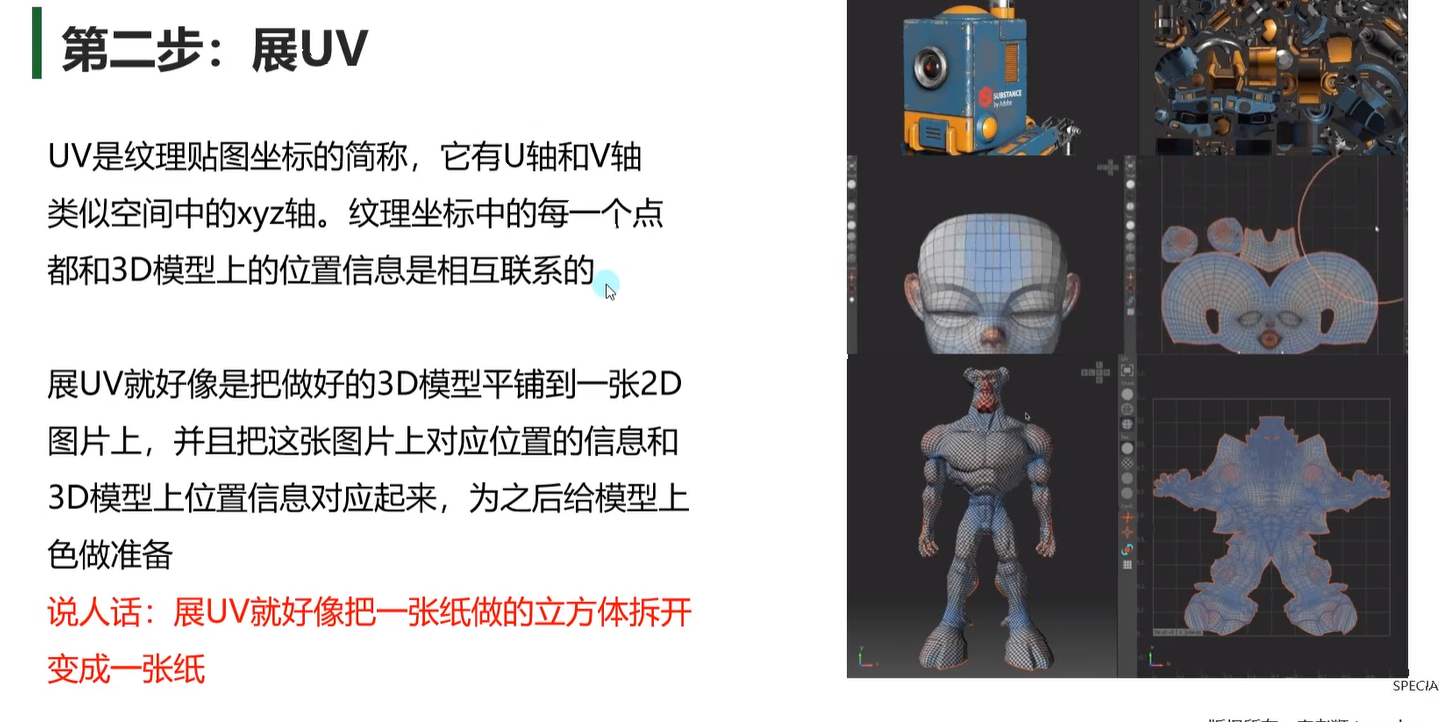 第二步：展UV
UV是纹理贴图坐标的简称，它有U轴和V轴
类似空间中的xyz轴。纹理坐标中的每一个点
都和3D模型上的位置信息是相互联系的
展UV就好像是把做好的3D模型平铺到一张2D
图片上，并且把这张图片上对应位置的信息和
3D模型上位置信息对应起来，为之后给模型上
色做准备
说人话：展UV就好像把一张纸做的立方体拆开
变成一张纸
SUBSTANCE
by Adobe
SPECIA